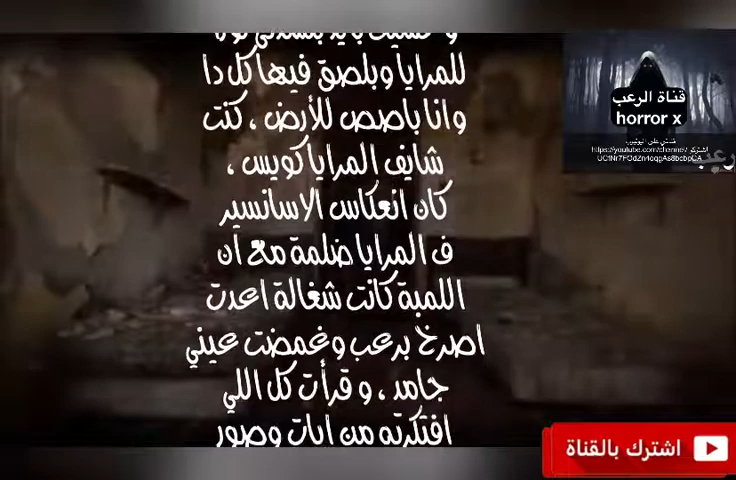 للمرايا وبلصق فيها كل دا
وانا باصص للأرض ، كنت
شايف المرايا كويس ،
كان انعكاس الاسانسير
ف المرايا ضلمة مع ان
اللمبة كانت شغالة اعدت
اصرخ برعب وغمضت عيني
جامد ، و قرأت كل اللي
افتكرته من ايات وصور
قناة الرعب
horror x
اشترك بالقناة